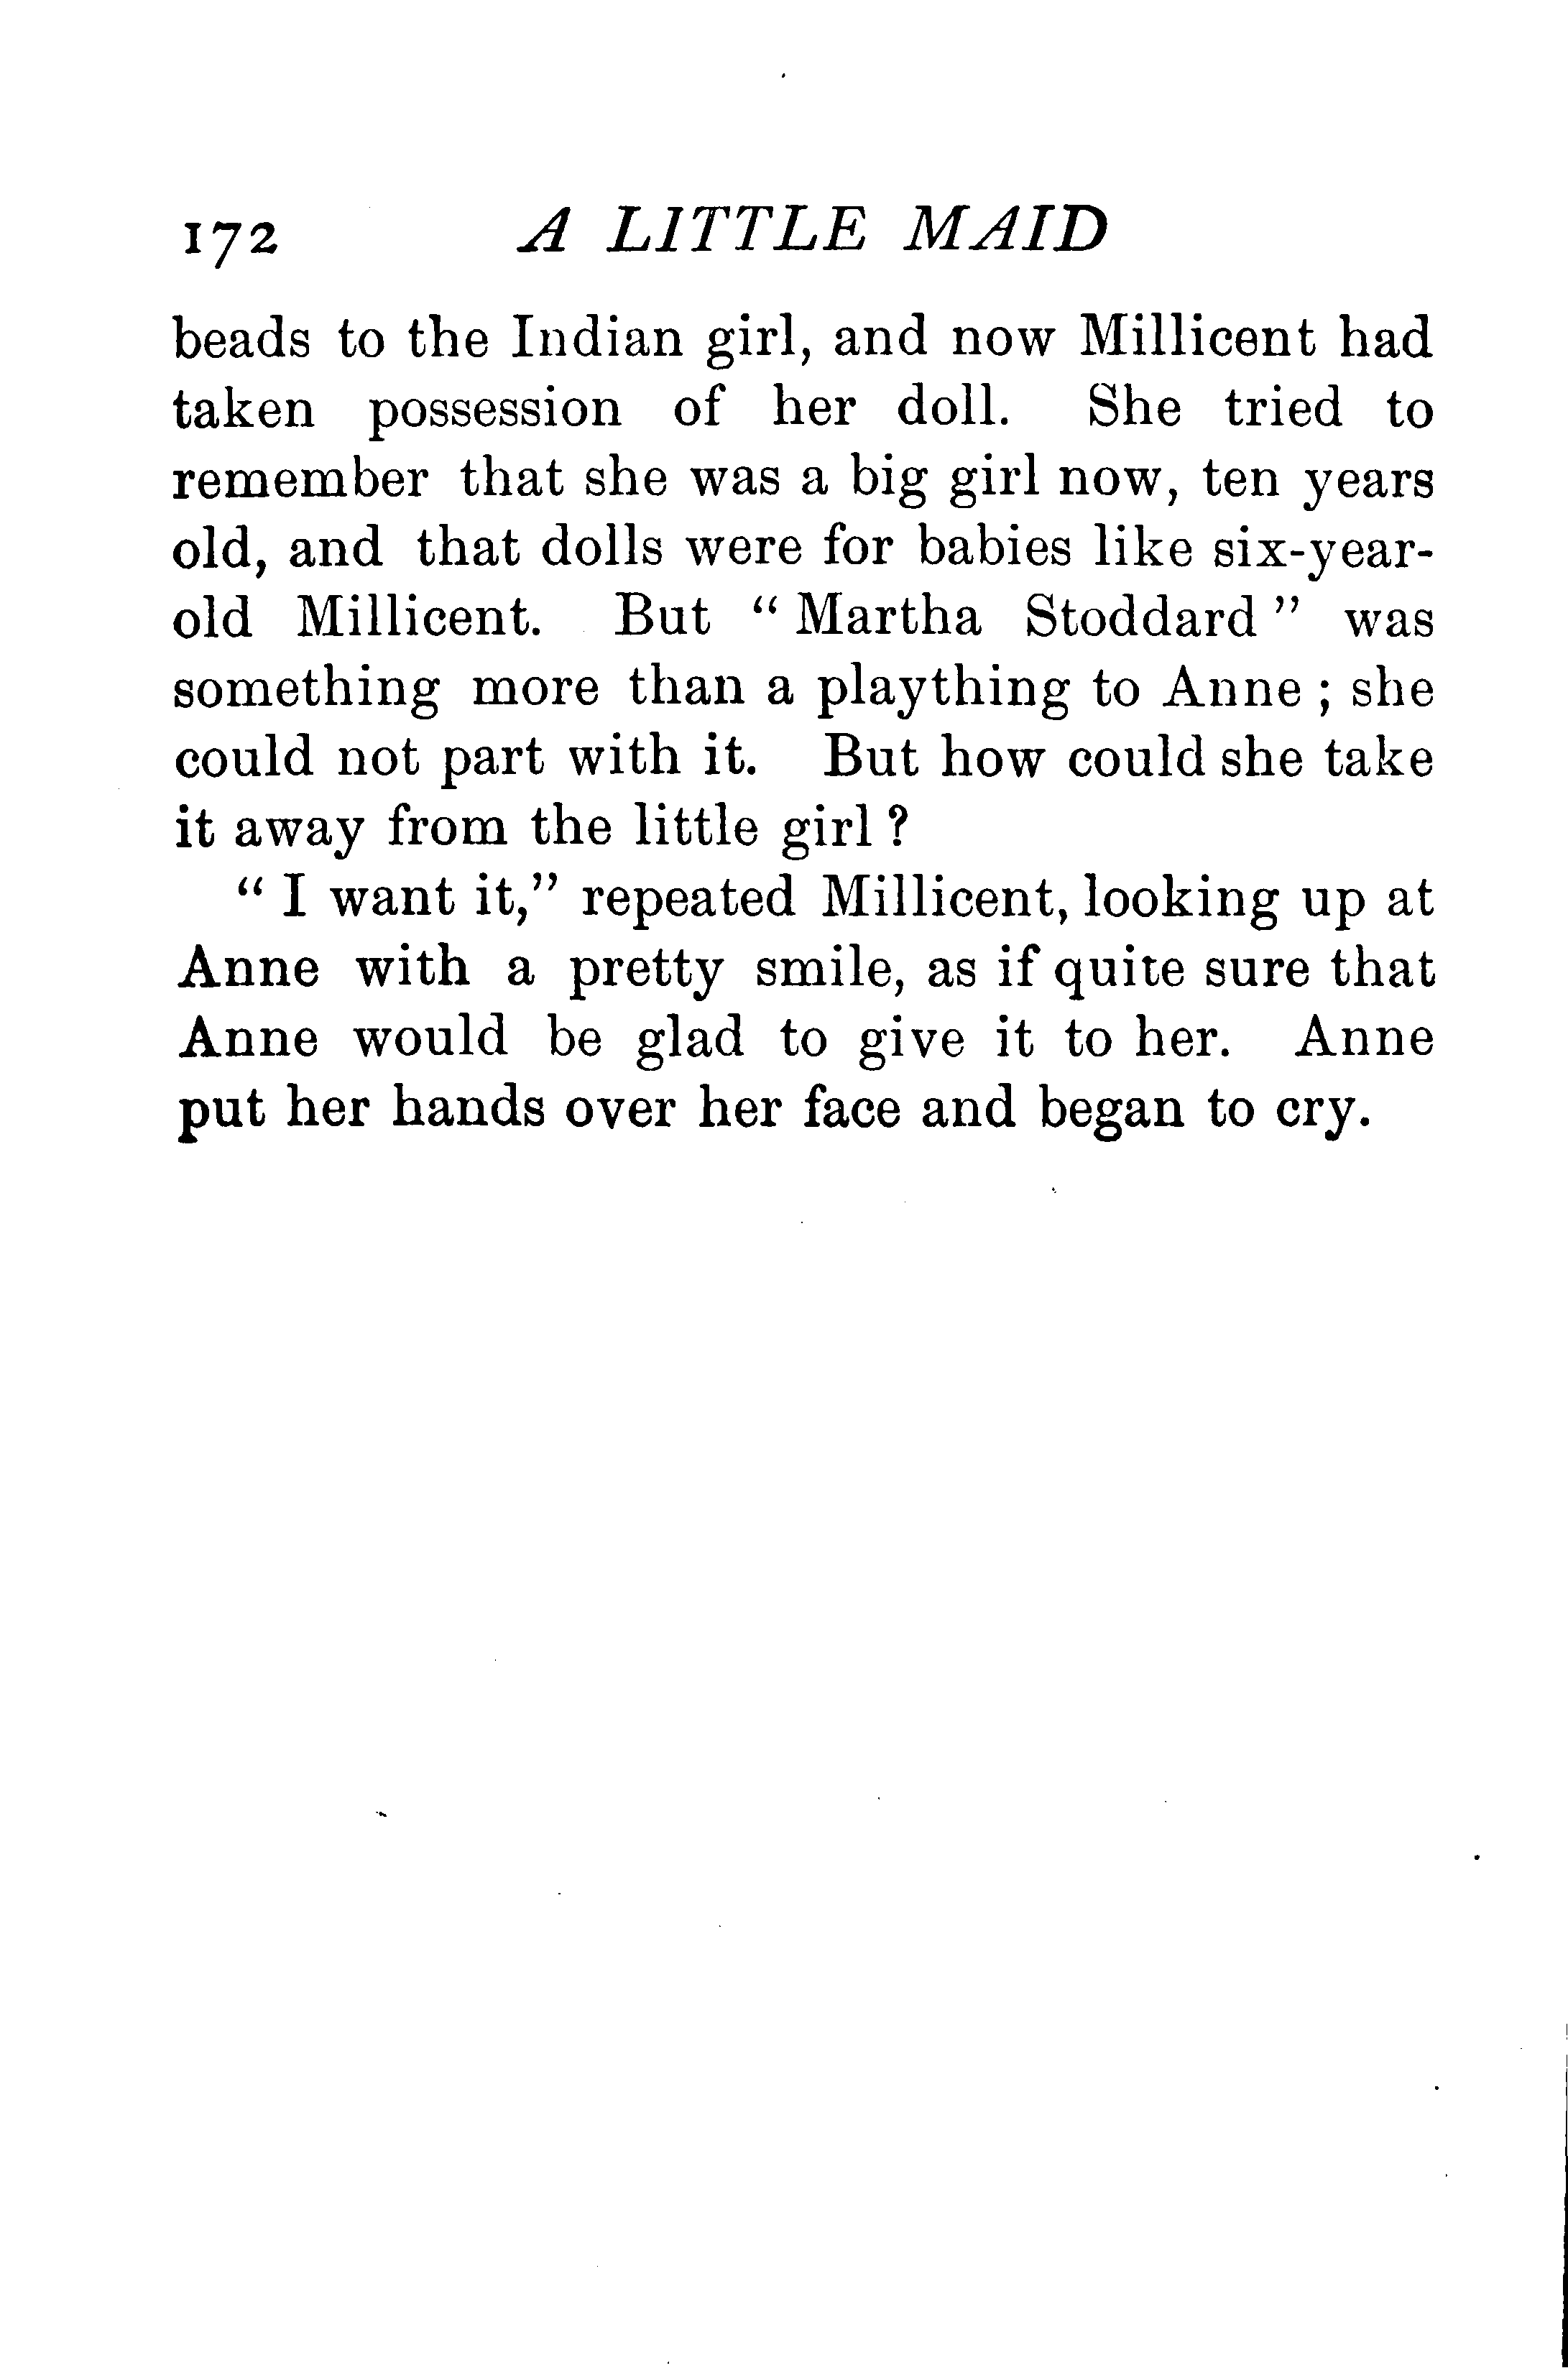 172 A LITTLE MAID
beads to the Indian girl, and now Millicent had
taken possession of her doll. She tried to
remember that she was a big girl now, ten years
old, and that dolls were for babies like six-year-
old Millicent. But “ Martha Stoddard ” was
something more than a plaything to Anne ; she
could not part with it. But how could she take
it away from the little girl ?
“ I want it,” repeated Millicent, looking up at
Anne with a pretty smile, as if quite sure that
Anne would be glad to give it to her. Anne
put her hands over her face and began to cry.